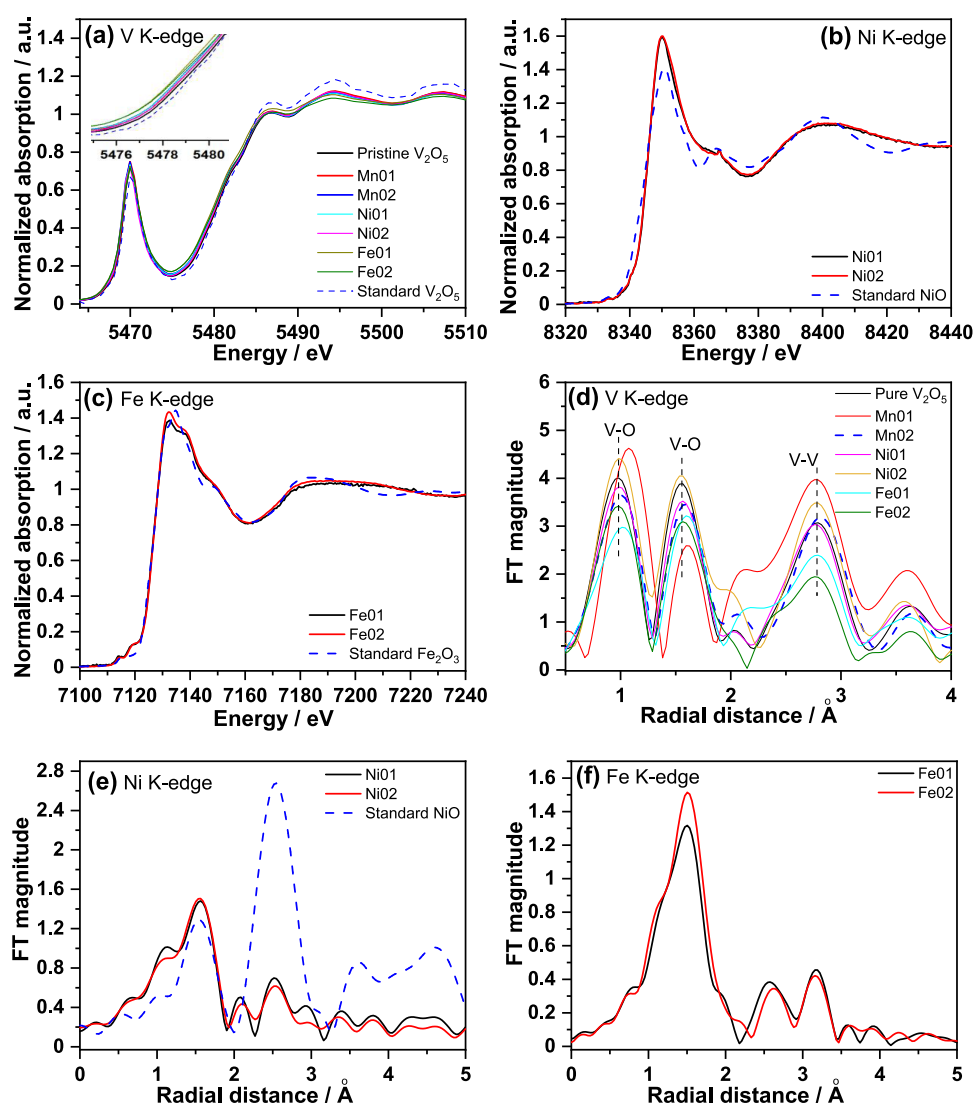 (a) V K-edge
Normalized absorption / a.u.
1.6
1.4
1.2
1.0
0.8
0.6
0.4
0.2
0
5476 5478 5480
Pristine V₂O₅
Mn01
Mn02
Ni01
Ni02
Fe01
Fe02
Standard V₂O₅
5470 5480 5490 5500 5510
Energy / eV
(b) Ni K-edge
Normalized absorption / a.u.
1.6
1.4
1.2
1.0
0.8
0.6
0.4
0.2
0
Ni01
Ni02
Standard NiO
8320 8340 8360 8380 8400 8420 8440
Energy / eV
(c) Fe K-edge
Normalized absorption / a.u.
1.6
1.4
1.2
1.0
0.8
0.6
0.4
0.2
0
Fe01
Fe02
Standard Fe₂O₃
7100 7120 7140 7160 7180 7200 7220 7240
Energy / eV
(d) V K-edge
FT magnitude
6
5
4
3
2
1
0
V-O
V-O
V-V
Pure V₂O₅
Mn01
Mn02
Ni01
Ni02
Fe01
Fe02
1 2 3 4
Radial distance / Å
(e) Ni K-edge
FT magnitude
2.8
2.4
2.0
1.6
1.2
0.8
0.4
0
Ni01
Ni02
Standard NiO
0 1 2 3 4 5
Radial distance / Å
(f) Fe K-edge
FT magnitude
1.6
1.4
1.2
1.0
0.8
0.6
0.4
0.2
0
Fe01
Fe02
0 1 2 3 4 5
Radial distance / Å